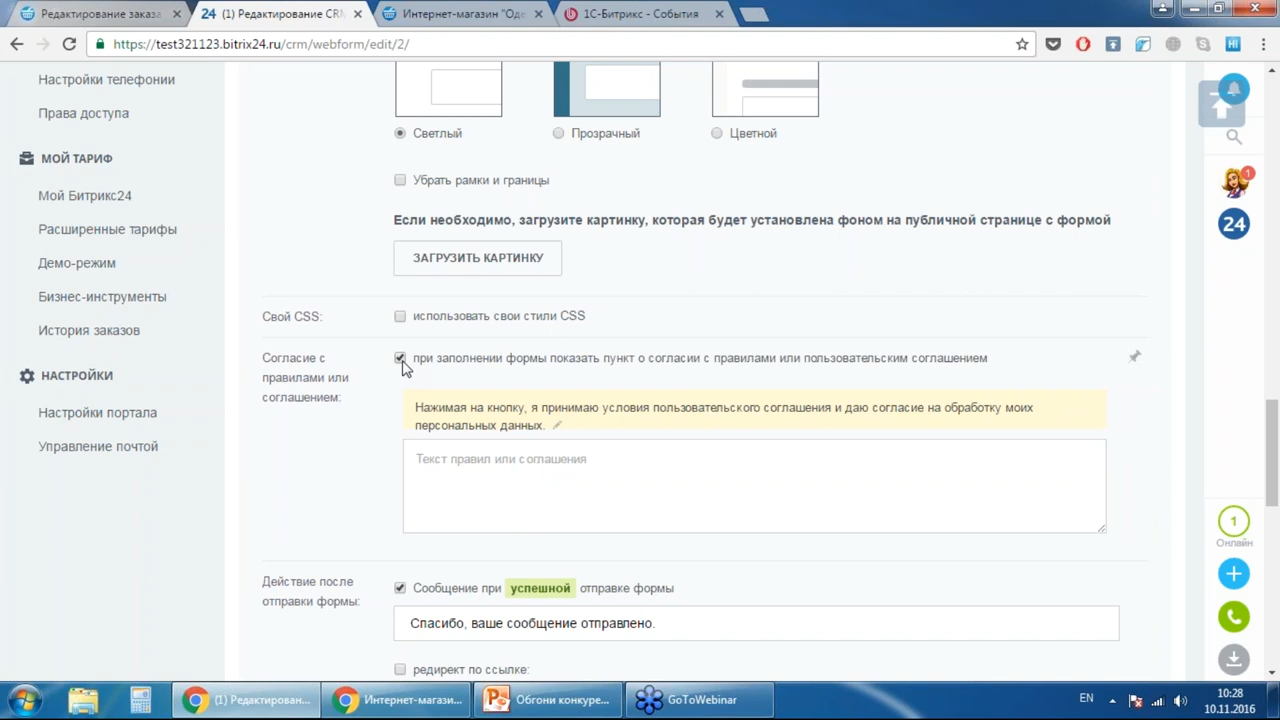 Редактирование заказа
24 (1) Редактирование CRM
Интернет-магазин "Оде
1С-Битрикс - События
https://test321123.bitrix24.ru/crm/webform/edit/2/
Hi
Настройки телефонии
Права доступа
МОЙ ТАРИФ
Мой Битрикс24
Расширенные тарифы
Демо-режим
Бизнес-инструменты
История заказов
НАСТРОЙКИ
Настройки портала
Управление почтой
Светлый
Прозрачный
Цветной
Убрать рамки и границы
Если необходимо, загрузите картинку, которая будет установлена фоном на публичной странице с формой
ЗАГРУЗИТЬ КАРТИНКУ
Свой CSS:
использовать свои стили CSS
Согласие с
правилами или
соглашением:
при заполнении формы показать пункт о согласии с правилами или пользовательским соглашением
Нажимая на кнопку, я принимаю условия пользовательского соглашения и даю согласие на обработку моих
персональных данных.
Текст правил или соглашения
Действие после
отправки формы:
Сообщение при успешной отправке формы
Спасибо, ваше сообщение отправлено.
редирект по ссылке:
1
24
1
Онлайн
(1) Редактирован...
Интернет-магази...
Обгони конкуре...
GoToWebinar
EN
10:28
10.11.2016